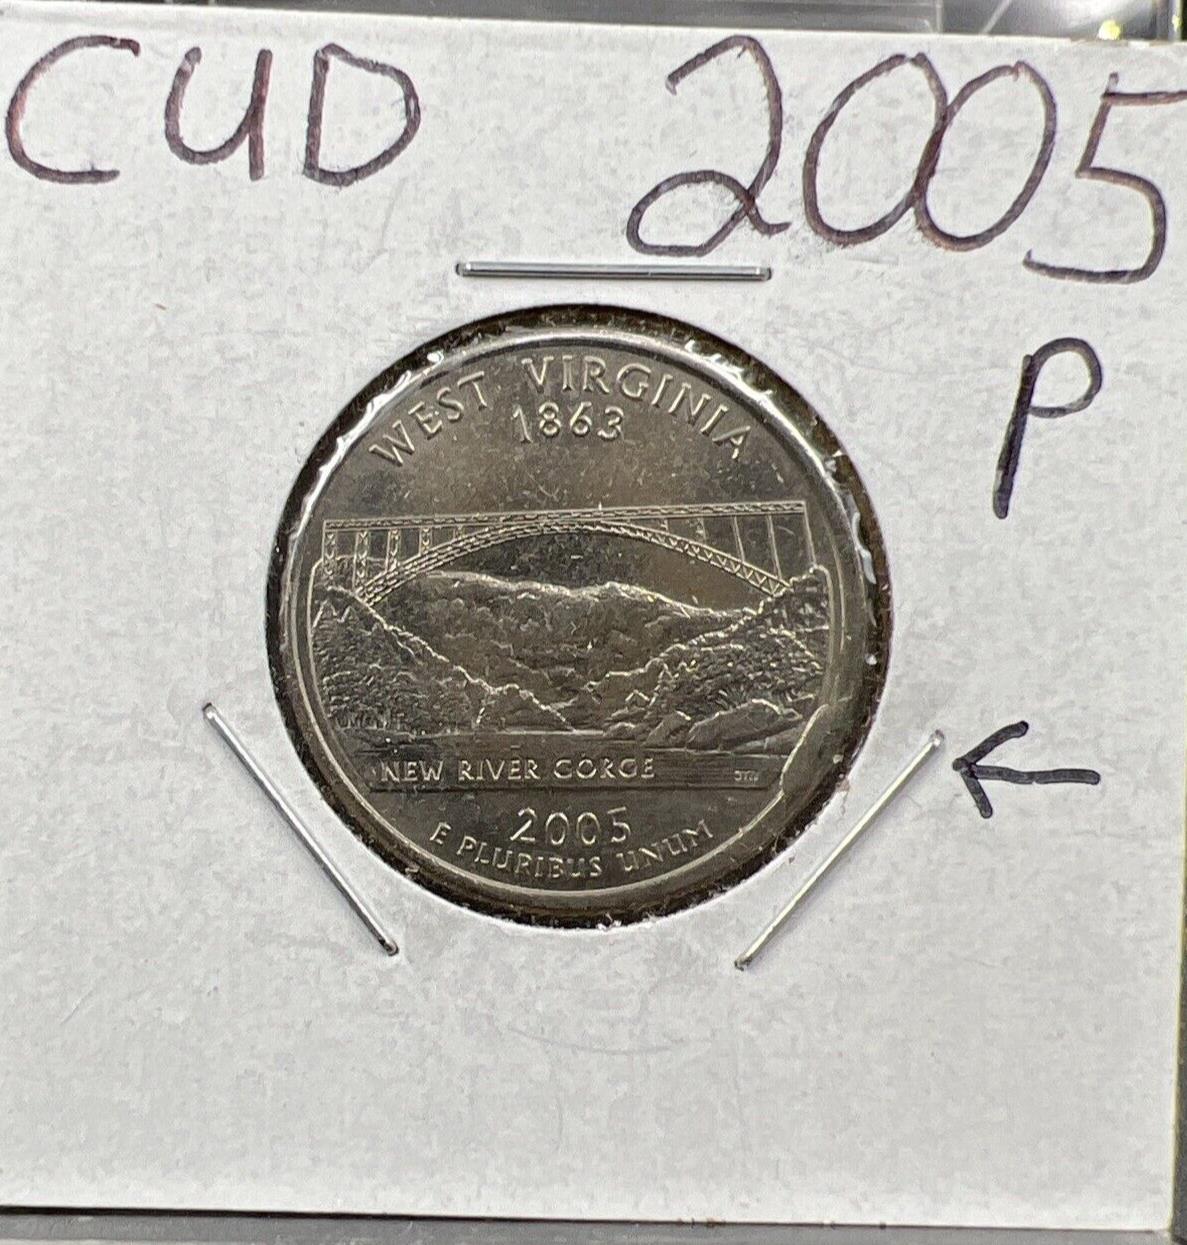 CUD 2005
P
WEST VIRGINIA
1863
NEW RIVER GORGE
2005
E PLURIBUS UNUM